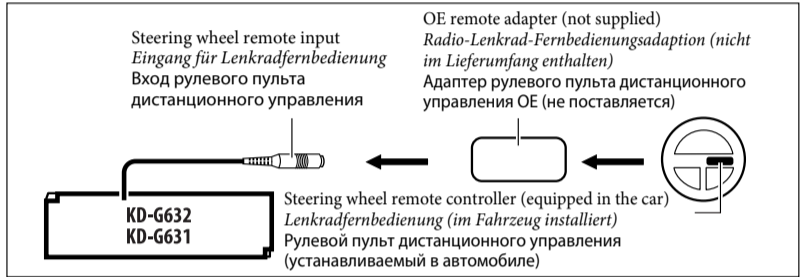 Steering wheel remote input
Eingang für Lenkradfernbedienung
Вход рулевого пульта
дистанционного управления
OE remote adapter (not supplied)
Radio-Lenkrad-Fernbedienungsadaption (nicht
im Lieferumfang enthalten)
Адаптер рулевого пульта дистанционного
управления OE (не поставляется)
KD-G632
KD-G631
Steering wheel remote controller (equipped in the car)
Lenkradfernbedienung (im Fahrzeug installiert)
Рулевой пульт дистанционного управления
(устанавливаемый в автомобиле)